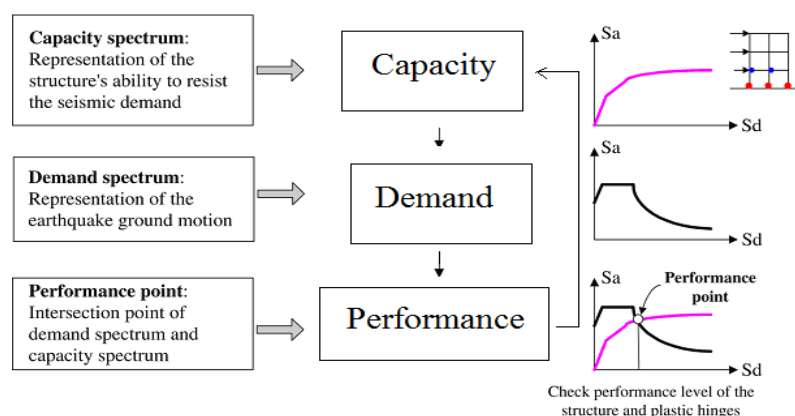 Capacity spectrum:
Representation of the
structure's ability to resist
the seismic demand
Capacity
Sa
Sd
Demand spectrum:
Representation of the
earthquake ground motion
Demand
Sa
Sd
Performance point:
Intersection point of
demand spectrum and
capacity spectrum
Performance
Sa
Performance
point
Sd
Check performance level of the
structure and plastic hinges